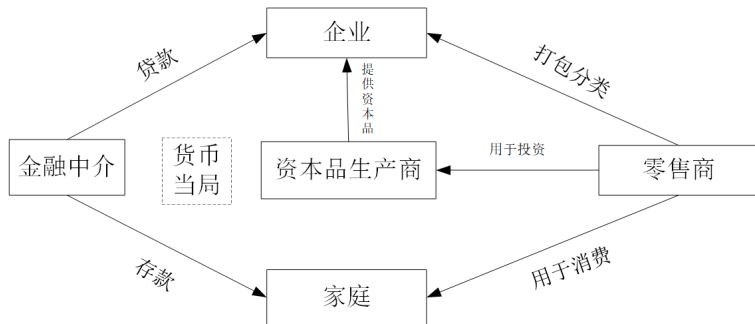 企业
贷款
提供资本品
打包分类
金融中介
货币
当局
资本品生产商
用于投资
零售商
存款
家庭
用于消费